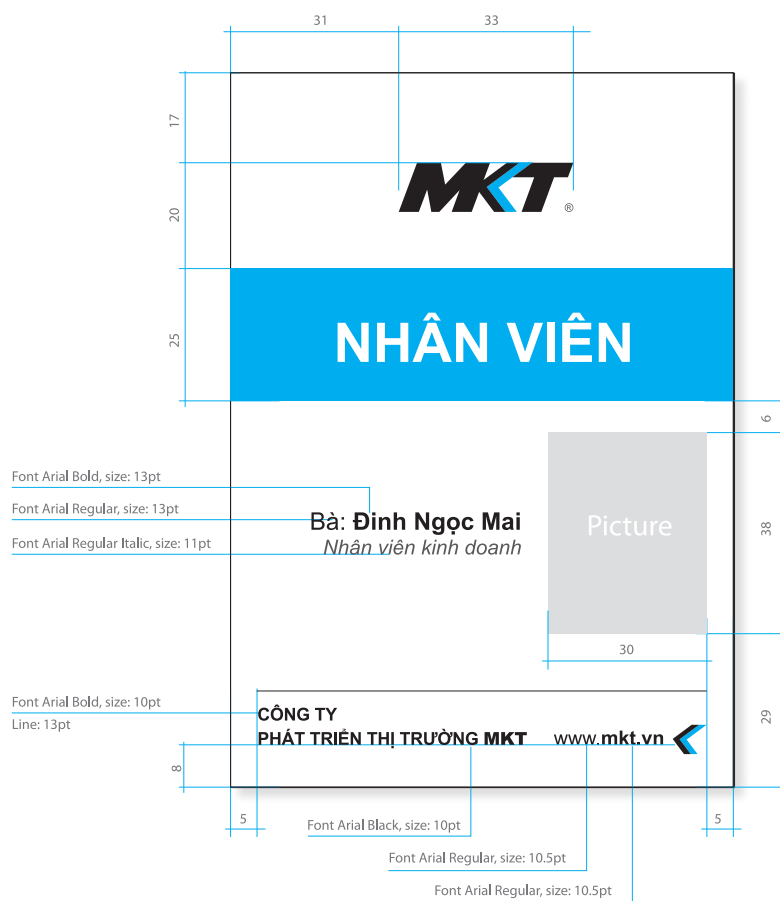 31
33
17
MKT
®
20
NHÂN VIÊN
25
6
Font Arial Bold, size: 13pt
Font Arial Regular, size: 13pt
Bà: Đinh Ngọc Mai
Picture
Font Arial Regular Italic, size: 11pt
Nhân viên kinh doanh
38
30
Font Arial Bold, size: 10pt
Line: 13pt
CÔNG TY
PHÁT TRIỂN THỊ TRƯỜNG MKT
www.mkt.vn
29
8
5
5
Font Arial Black, size: 10pt
Font Arial Regular, size: 10.5pt
Font Arial Regular, size: 10.5pt